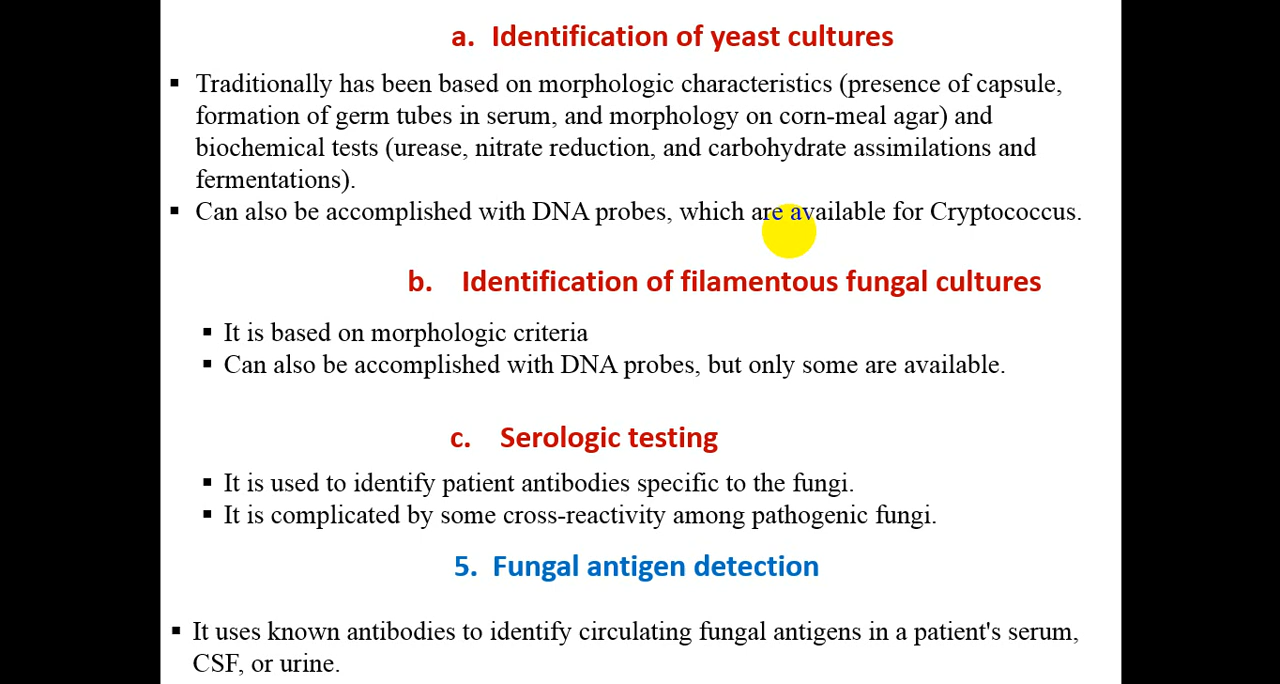 a. Identification of yeast cultures
▪ Traditionally has been based on morphologic characteristics (presence of capsule,
formation of germ tubes in serum, and morphology on corn-meal agar) and
biochemical tests (urease, nitrate reduction, and carbohydrate assimilations and
fermentations).
▪ Can also be accomplished with DNA probes, which are available for Cryptococcus.
b. Identification of filamentous fungal cultures
▪ It is based on morphologic criteria
▪ Can also be accomplished with DNA probes, but only some are available.
c. Serologic testing
▪ It is used to identify patient antibodies specific to the fungi.
▪ It is complicated by some cross-reactivity among pathogenic fungi.
5. Fungal antigen detection
▪ It uses known antibodies to identify circulating fungal antigens in a patient's serum,
CSF, or urine.